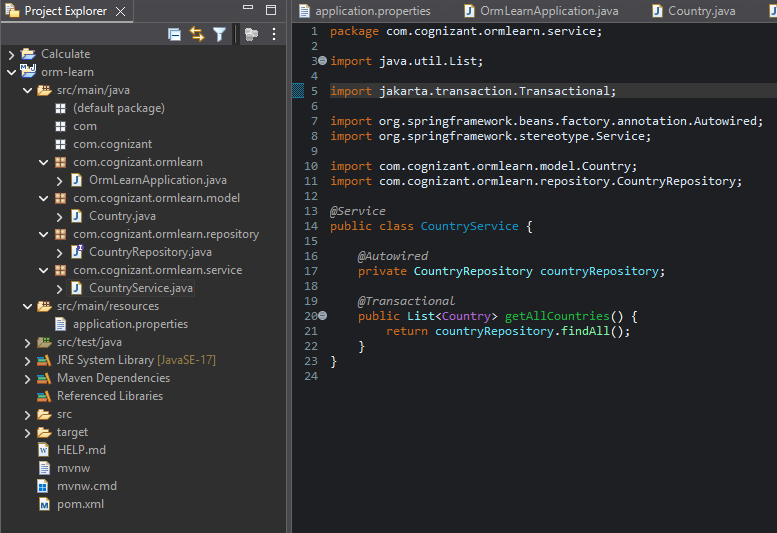 Project Explorer
Calculate
orm-learn
src/main/java
(default package)
com
com.cognizant
com.cognizant.ormlearn
OrmLearnApplication.java
com.cognizant.ormlearn.model
Country.java
com.cognizant.ormlearn.repository
CountryRepository.java
com.cognizant.ormlearn.service
CountryService.java
src/main/resources
application.properties
src/test/java
JRE System Library [JavaSE-17]
Maven Dependencies
Referenced Libraries
src
target
HELP.md
mvnw
mvnw.cmd
pom.xml
application.properties
OrmLearnApplication.java
Country.java
1 package com.cognizant.ormlearn.service;
2
3 import java.util.List;
4
5 import jakarta.transaction.Transactional;
6
7 import org.springframework.beans.factory.annotation.Autowired;
8 import org.springframework.stereotype.Service;
9
10 import com.cognizant.ormlearn.model.Country;
11 import com.cognizant.ormlearn.repository.CountryRepository;
12
13 @Service
14 public class CountryService {
15
16 @Autowired
17 private CountryRepository countryRepository;
18
19 @Transactional
20 public List<Country> getAllCountries() {
21 return countryRepository.findAll();
22 }
23 }
24